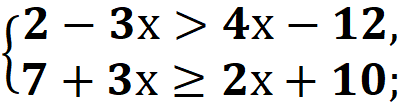 2 − 3x > 4x − 12,
7 + 3x ≥ 2x + 10;